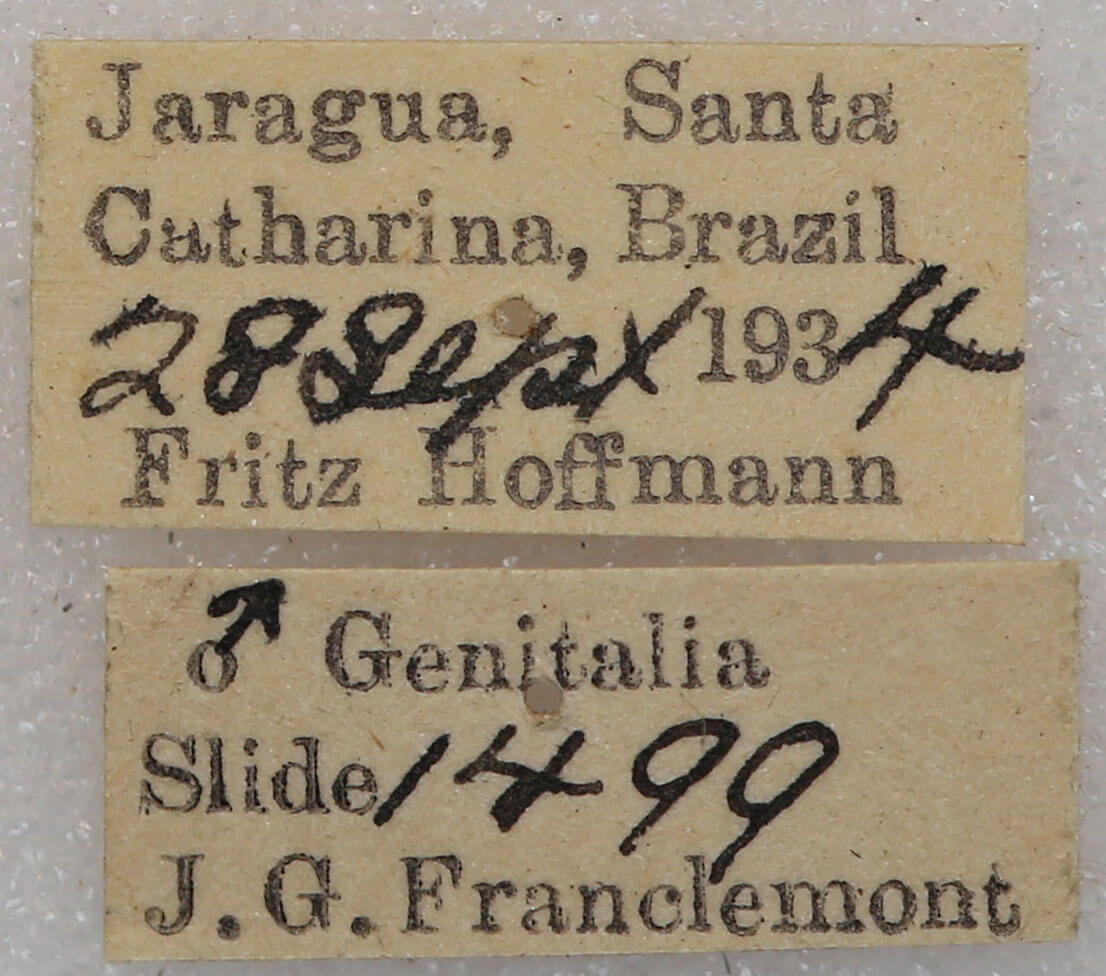 Jaragua, Santa
Catharina, Brazil
28 Sept 1934
Fritz Hoffmann
♂ Genitalia
Slide 1499
J. G. Franclemont